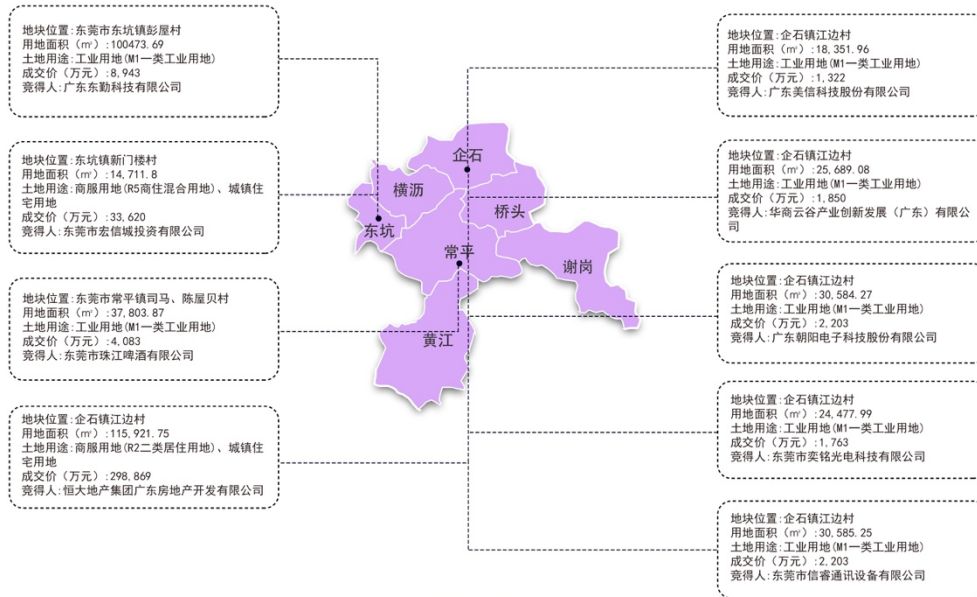 地块位置:东莞市东坑镇彭屋村
用地面积（㎡）:100473.69
土地用途:工业用地(M1一类工业用地)
成交价（万元）:8,943
竞得人:广东东勤科技有限公司
地块位置:东坑镇新门楼村
用地面积（㎡）:14,711.8
土地用途:商服用地(R5商住混合用地)、城镇住
宅用地
成交价（万元）:33,620
竞得人:东莞市宏信城投资有限公司
地块位置:东莞市常平镇司马、陈屋贝村
用地面积（㎡）:37,803.87
土地用途:工业用地(M1一类工业用地)
成交价（万元）:4,083
竞得人:东莞市珠江啤酒有限公司
地块位置:企石镇江边村
用地面积（㎡）:115,921.75
土地用途:商服用地(R2二类居住用地)、城镇住
宅用地
成交价（万元）:298,869
竞得人:恒大地产集团广东房地产开发有限公司
企石
横沥
桥头
东坑
常平
谢岗
黄江
地块位置:企石镇江边村
用地面积（㎡）:18,351.96
土地用途:工业用地(M1一类工业用地)
成交价（万元）:1,322
竞得人:广东美信科技股份有限公司
地块位置:企石镇江边村
用地面积（㎡）:25,689.08
土地用途:工业用地(M1一类工业用地)
成交价（万元）:1,850
竞得人:华商云谷产业创新发展（广东）有限公
司
地块位置:企石镇江边村
用地面积（㎡）:30,584.27
土地用途:工业用地(M1一类工业用地)
成交价（万元）:2,203
竞得人:广东朝阳电子科技股份有限公司
地块位置:企石镇江边村
用地面积（㎡）:24,477.99
土地用途:工业用地(M1一类工业用地)
成交价（万元）:1,763
竞得人:东莞市奕铭光电科技有限公司
地块位置:企石镇江边村
用地面积（㎡）:30,585.25
土地用途:工业用地(M1一类工业用地)
成交价（万元）:2,203
竞得人:东莞市信睿通讯设备有限公司